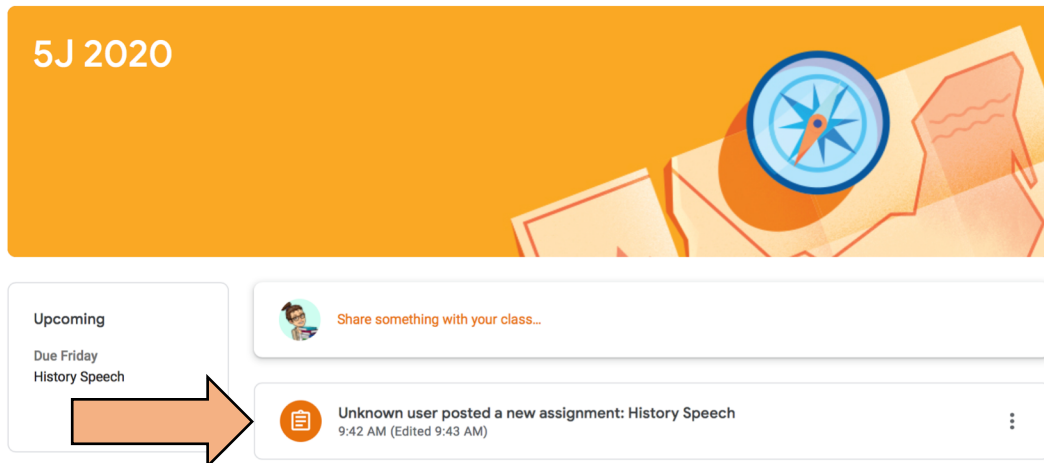 5J 2020
Upcoming
Due Friday
History Speech
Share something with your class...
Unknown user posted a new assignment: History Speech
9:42 AM (Edited 9:43 AM)